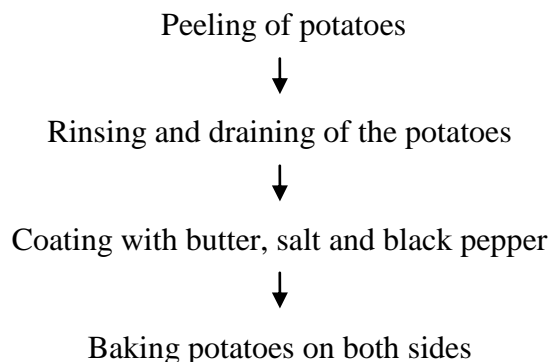 Peeling of potatoes
Rinsing and draining of the potatoes
Coating with butter, salt and black pepper
Baking potatoes on both sides